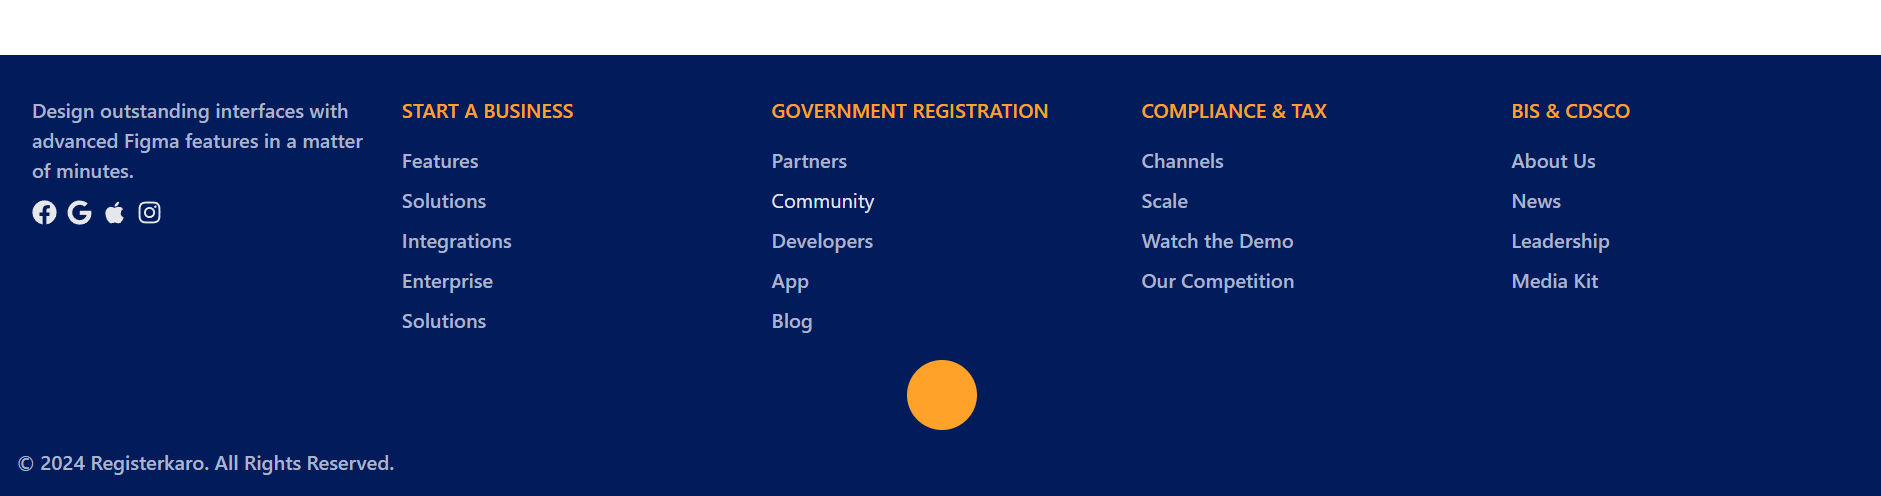 Design outstanding interfaces with
advanced Figma features in a matter
of minutes.
START A BUSINESS
Features
Solutions
Integrations
Enterprise
Solutions
GOVERNMENT REGISTRATION
Partners
Community
Developers
App
Blog
COMPLIANCE & TAX
Channels
Scale
Watch the Demo
Our Competition
BIS & CDSCO
About Us
News
Leadership
Media Kit
© 2024 Registerkaro. All Rights Reserved.